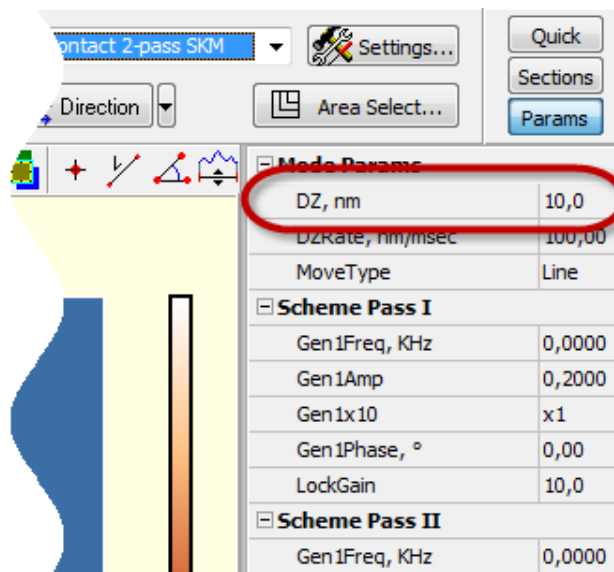 ontact 2-pass SKM
Settings...
Quick
Sections
Direction
Area Select...
Params
Mode Params
DZ, nm 10,0
DZRate, nm/msec 100,00
MoveType Line
Scheme Pass I
Gen1Freq, KHz 0,0000
Gen1Amp 0,2000
Gen1x10 x1
Gen1Phase, ° 0,00
LockGain 10,0
Scheme Pass II
Gen1Freq, KHz 0,0000